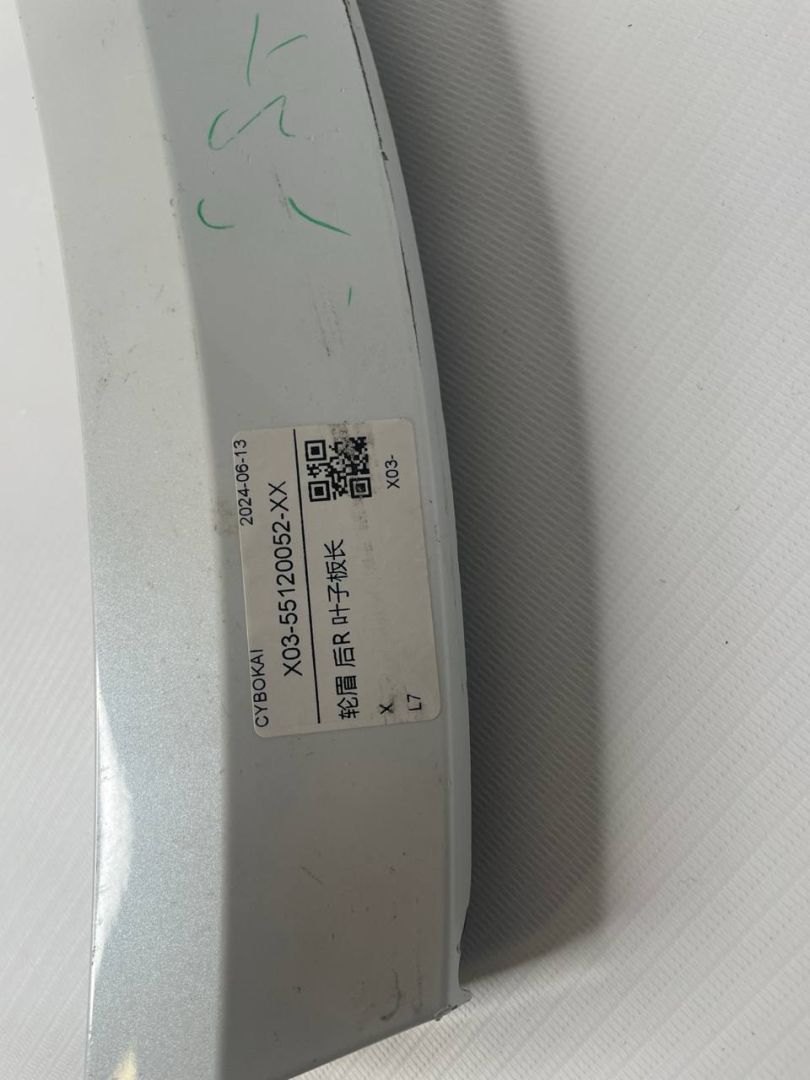 CYBOKAI 2024-06-13
X03-55120052-XX
轮眉 后R 叶子板长
X
L7 X03-